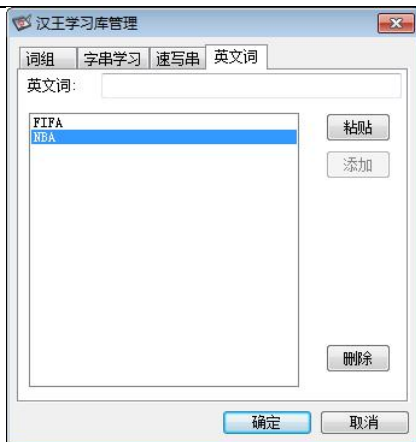 汉王学习库管理
词组 字串学习 速写串 英文词
英文词:
粘贴
FIFA
NBA
添加
删除
确定 取消